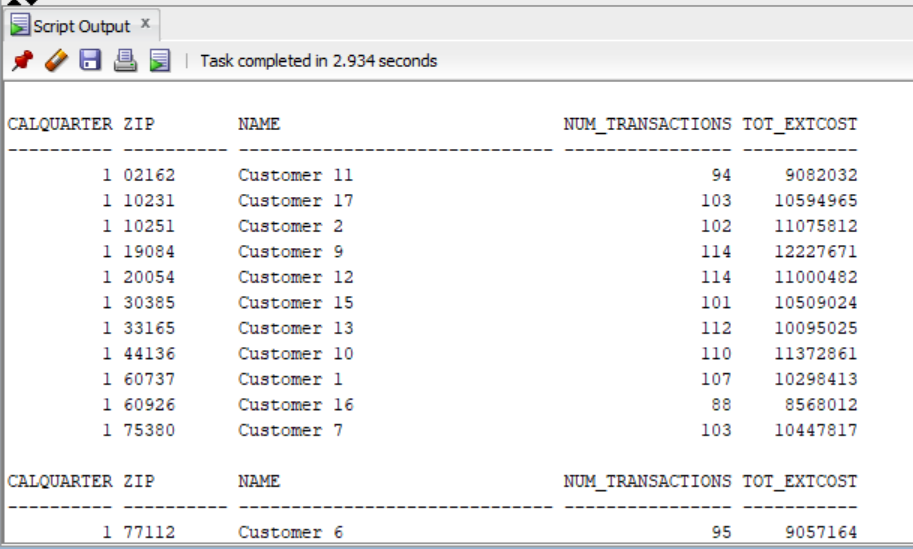 Script Output x
Task completed in 2.934 seconds
CALQUARTER ZIP        NAME                           NUM_TRANSACTIONS TOT_EXTCOST
---------- ---------- ------------------------------ ---------------- -----------
         1 02162      Customer 11                                  94     9082032
         1 10231      Customer 17                                 103    10594965
         1 10251      Customer 2                                  102    11075812
         1 19084      Customer 9                                  114    12227671
         1 20054      Customer 12                                 114    11000482
         1 30385      Customer 15                                 101    10509024
         1 33165      Customer 13                                 112    10095025
         1 44136      Customer 10                                 110    11372861
         1 60737      Customer 1                                  107    10298413
         1 60926      Customer 16                                  88     8568012
         1 75380      Customer 7                                  103    10447817
CALQUARTER ZIP        NAME                           NUM_TRANSACTIONS TOT_EXTCOST
---------- ---------- ------------------------------ ---------------- -----------
         1 77112      Customer 6                                   95     9057164